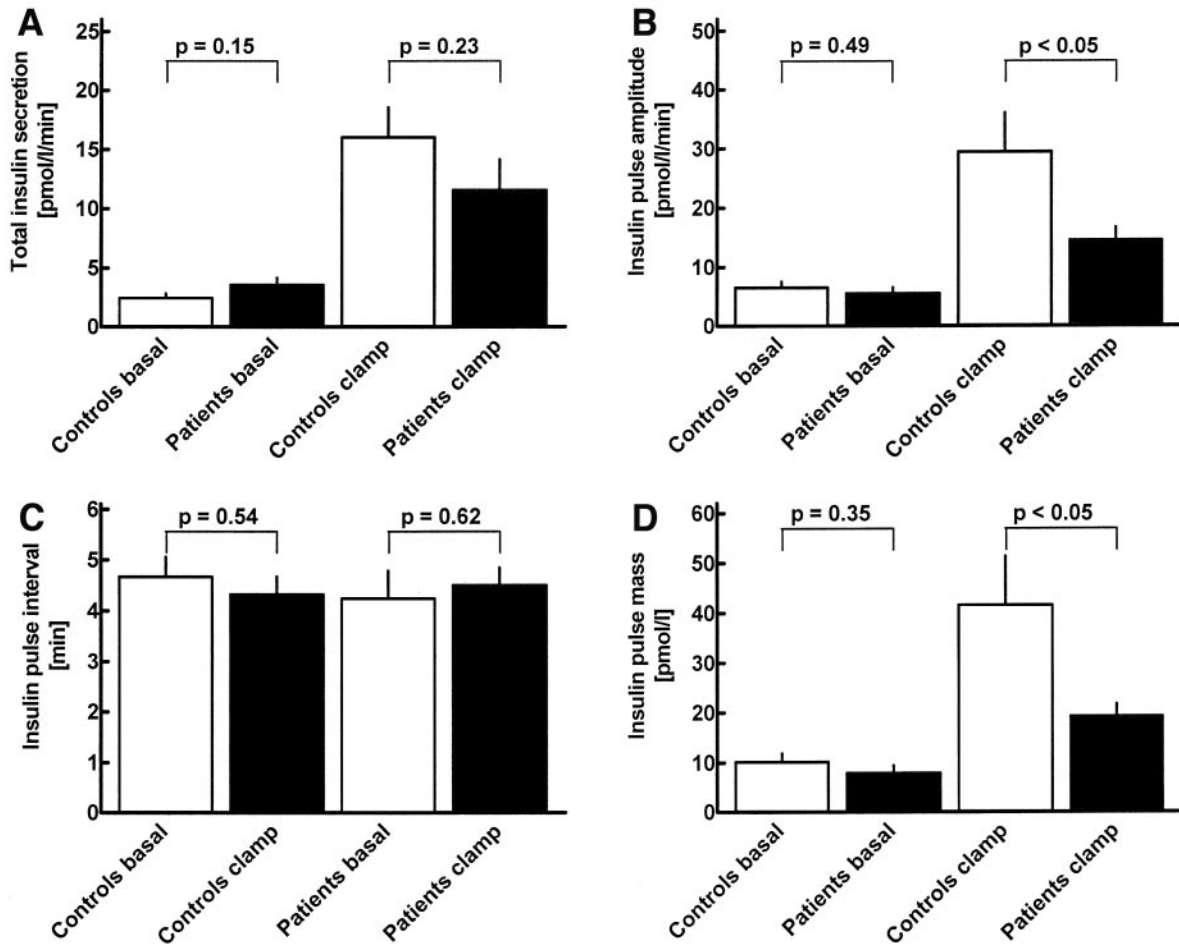 A
Total insulin secretion
[pmol/l/min]
25
20
15
10
5
0
p = 0.15
p = 0.23
Controls basal
Patients basal
Controls clamp
Patients clamp
B
Insulin pulse amplitude
[pmol/l/min]
50
40
30
20
10
0
p = 0.49
p < 0.05
Controls basal
Patients basal
Controls clamp
Patients clamp
C
Insulin pulse interval
[min]
6
5
4
3
2
1
0
p = 0.54
p = 0.62
Controls basal
Controls clamp
Patients basal
Patients clamp
D
Insulin pulse mass
[pmol/l]
60
50
40
30
20
10
0
p = 0.35
p < 0.05
Controls basal
Patients basal
Controls clamp
Patients clamp